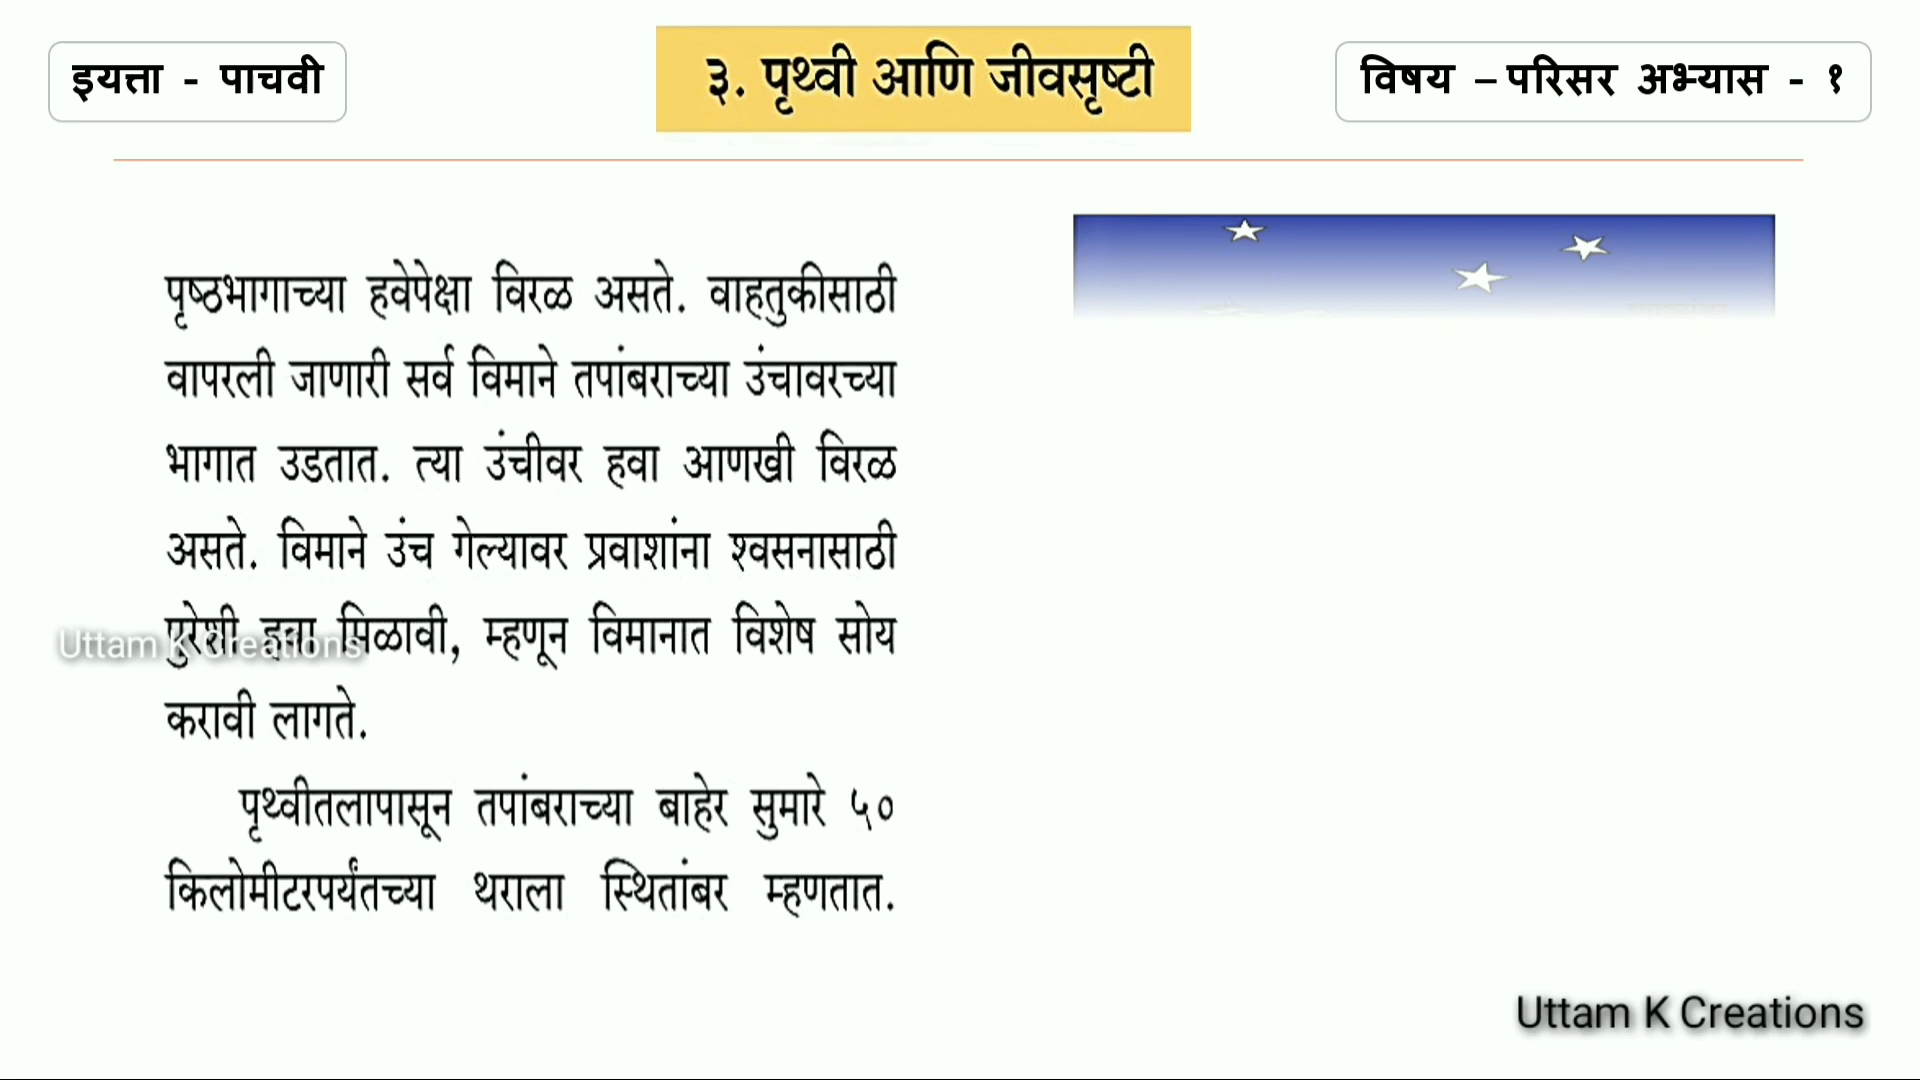 इयत्ता - पाचवी
३. पृथ्वी आणि जीवसृष्टी
विषय – परिसर अभ्यास - १
पृष्ठभागाच्या हवेपेक्षा विरळ असते. वाहतुकीसाठी
वापरली जाणारी सर्व विमाने तपांबराच्या उंचावरच्या
भागात उडतात. त्या उंचीवर हवा आणखी विरळ
असते. विमाने उंच गेल्यावर प्रवाशांना श्वसनासाठी
पुरेशी हवा मिळावी, म्हणून विमानात विशेष सोय
Uttam K Creations
करावी लागते.
पृथ्वीतलापासून तपांबराच्या बाहेर सुमारे ५०
किलोमीटरपर्यंतच्या थराला स्थितांबर म्हणतात.
Uttam K Creations